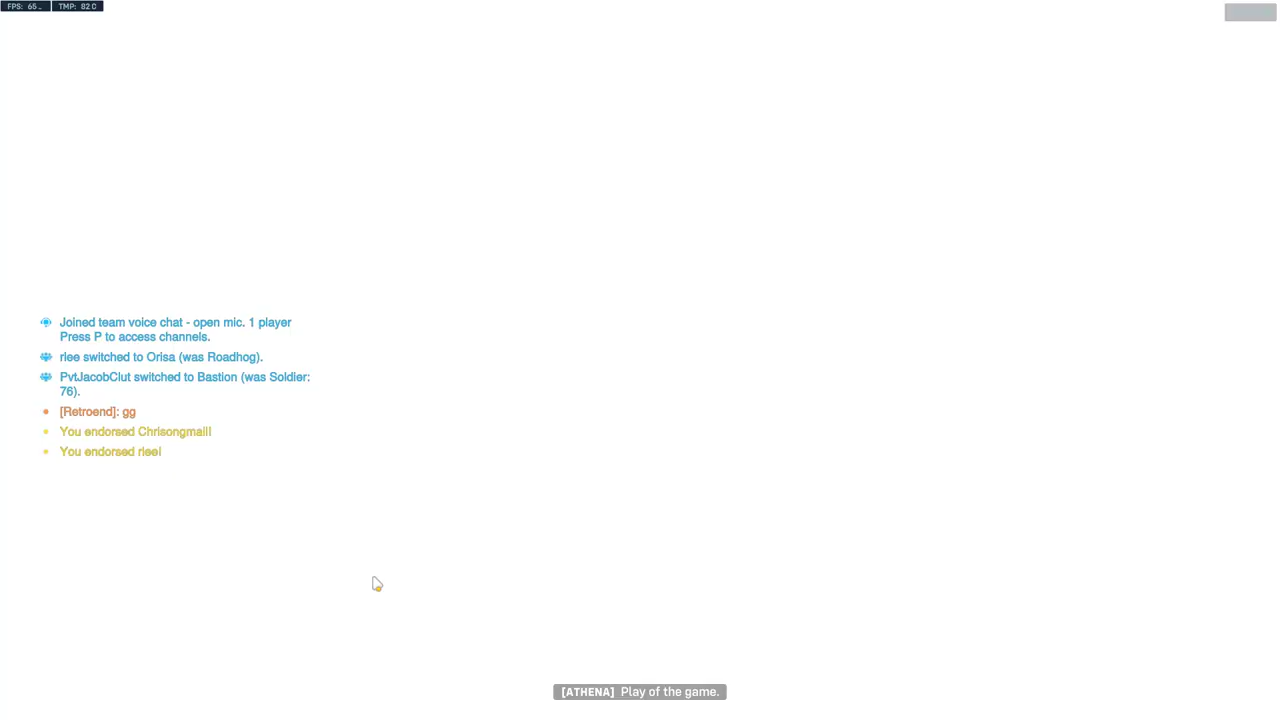 FPS: 65
TMP: 82 C
Joined team voice chat - open mic. 1 player
Press P to access channels.
rlee switched to Orisa (was Roadhog).
PvtJacobClut switched to Bastion (was Soldier:
76).
[Retroend]: gg
You endorsed Chrisongmail!
You endorsed rlee!
[ATHENA] Play of the game.